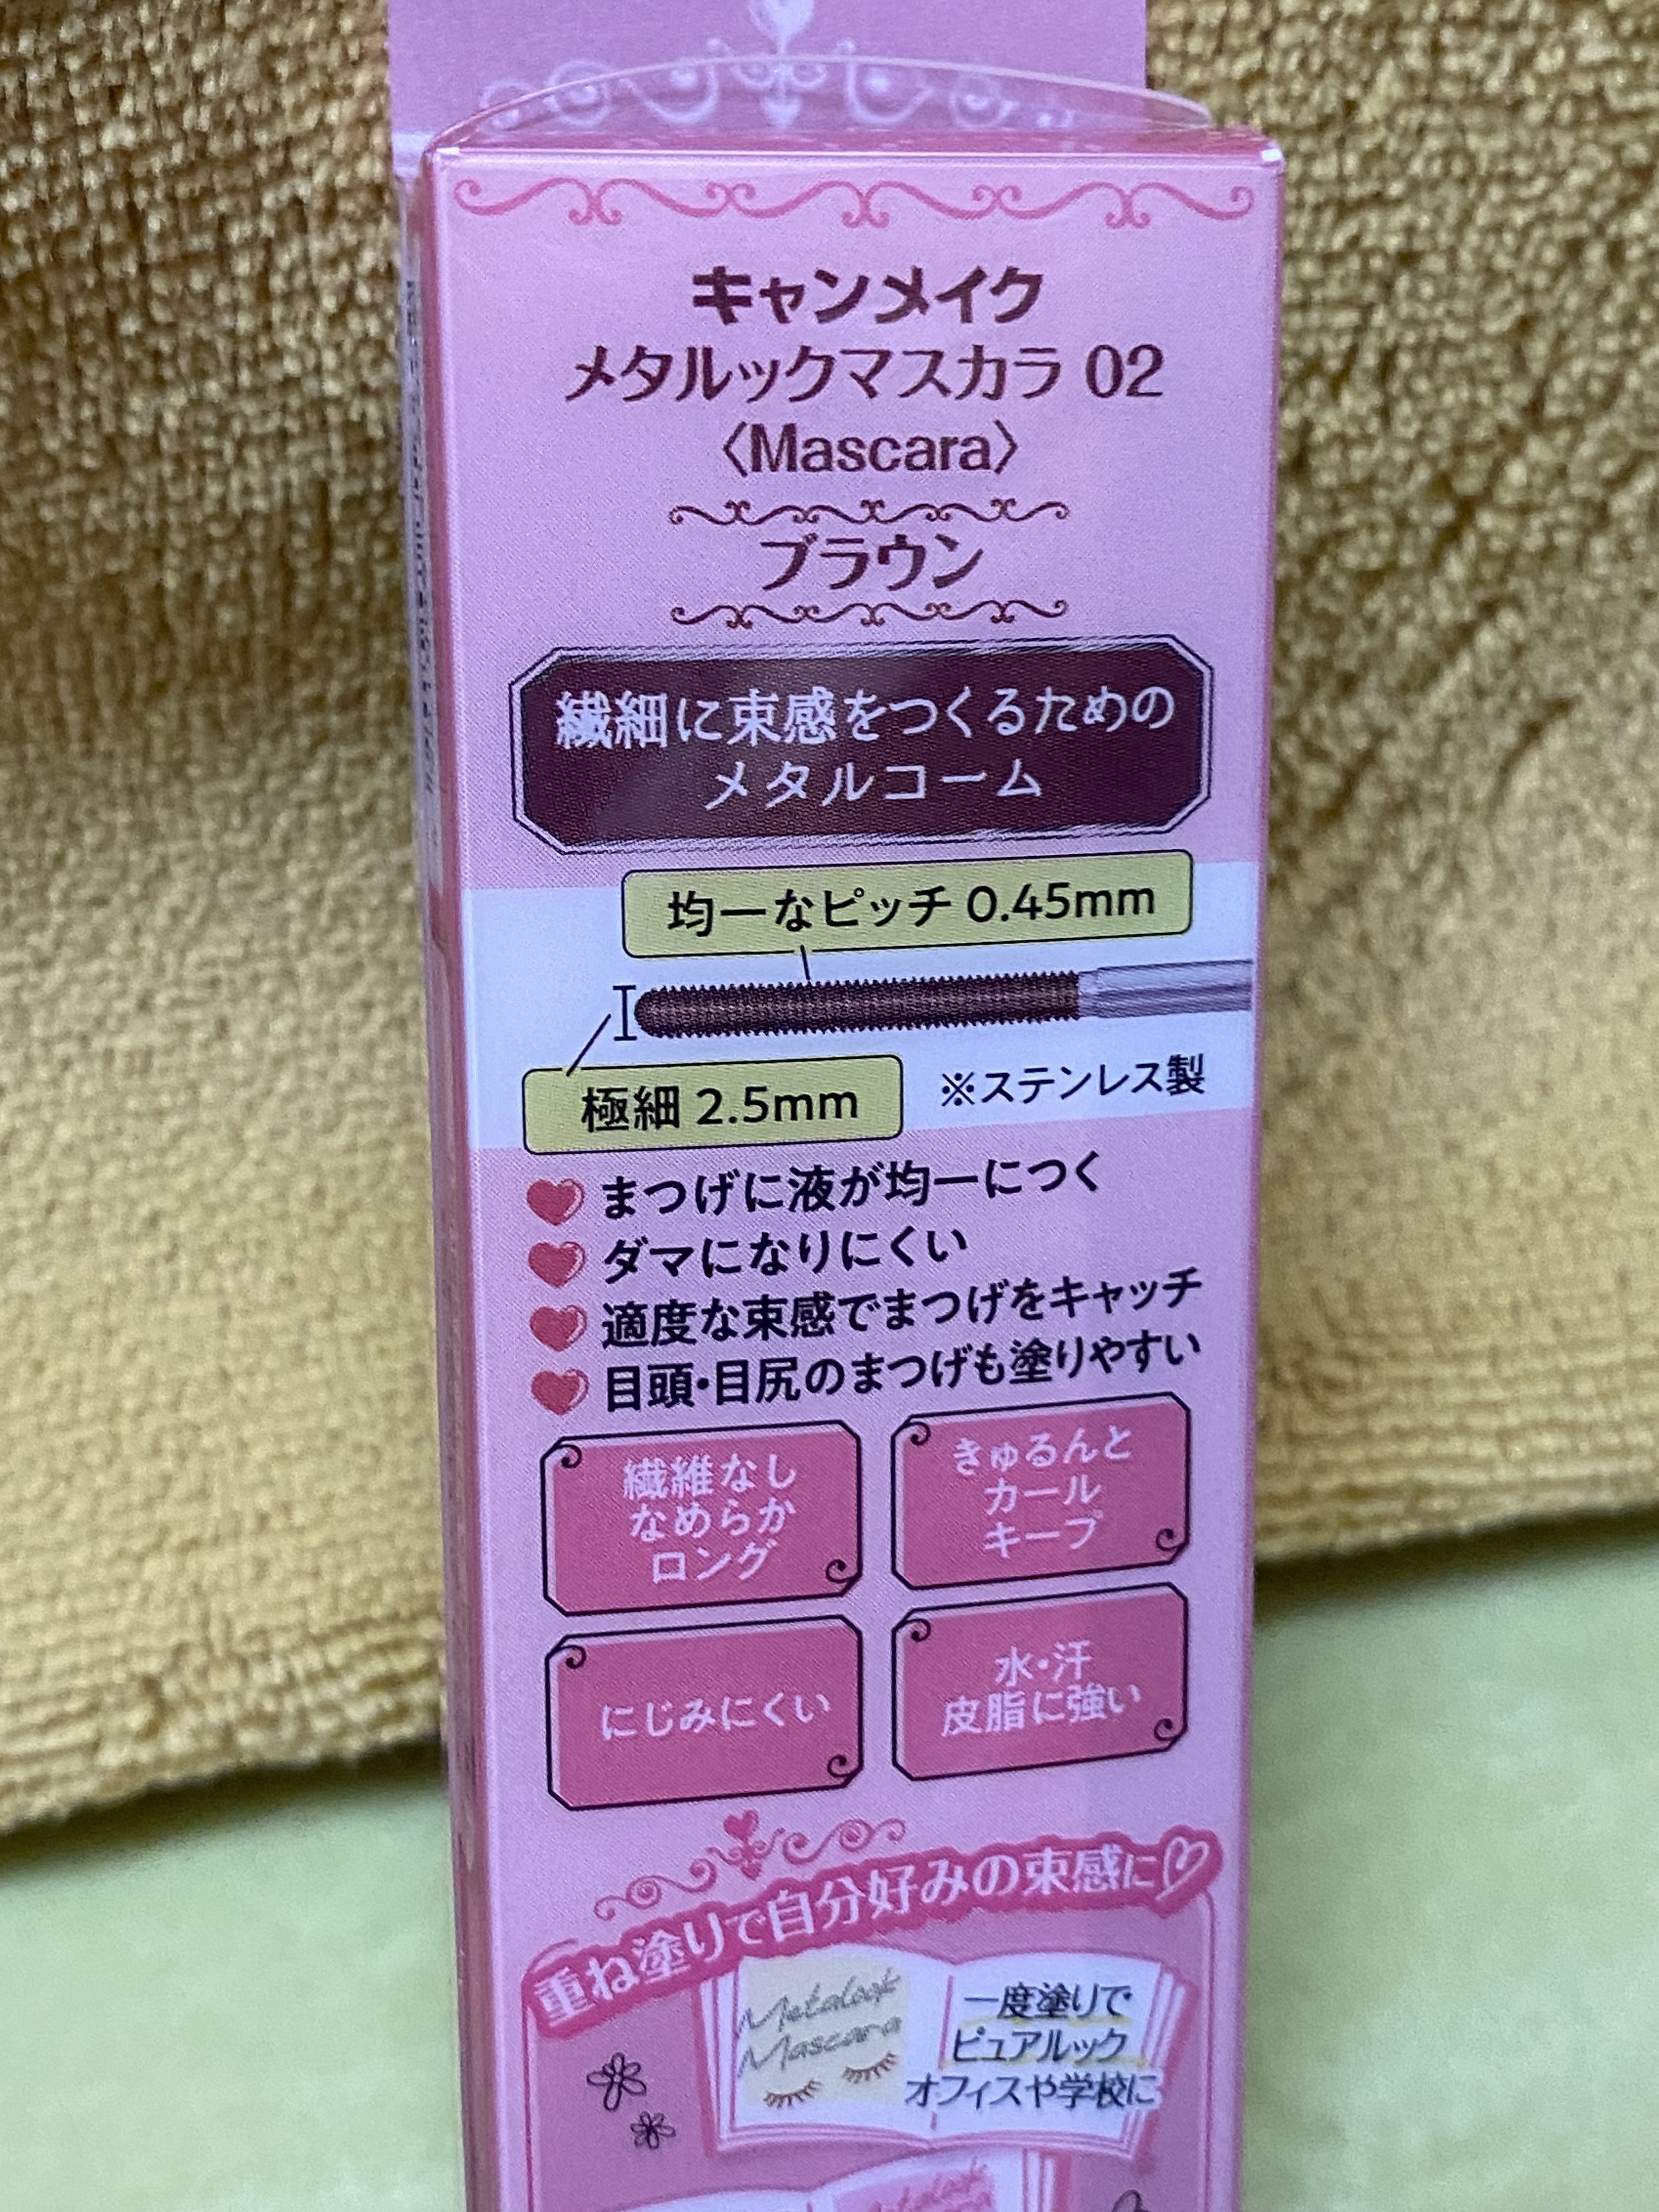 キャンメイク
メタルックマスカラ 02
〈Mascara〉
ブラウン
繊細に束感をつくるための
メタルコーム
均一なピッチ 0.45mm
極細 2.5mm
※ステンレス製
まつげに液が均一につく
ダマになりにくい
適度な束感でまつげをキャッチ
目頭・目尻のまつげも塗りやすい
繊維なし
なめらか
ロング
きゅるんと
カール
キープ
にじみにくい
水・汗
皮脂に強い
重ね塗りで自分好みの束感に
Metalook
Mascara
一度塗りで
ピュアルック
オフィスや学校に
Metalook